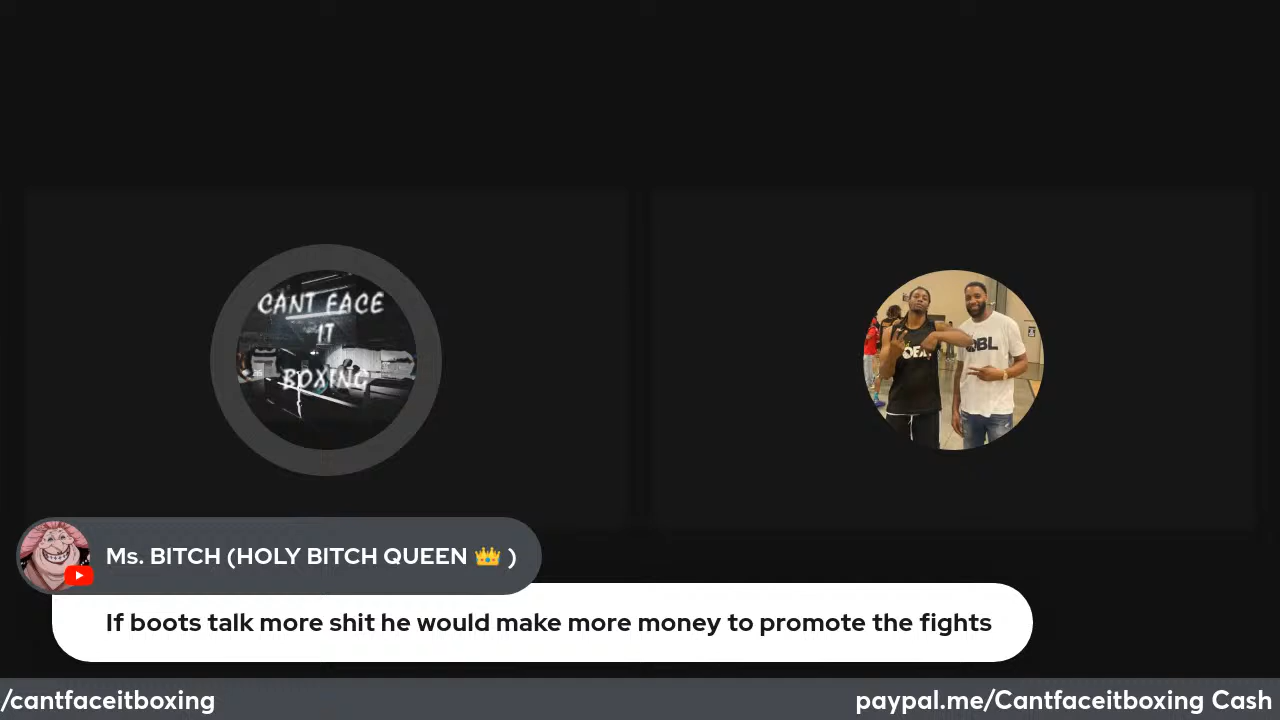 CANT FACE
IT
BOXING
QBL
Ms. BITCH (HOLY BITCH QUEEN 👑 )
If boots talk more shit he would make more money to promote the fights
/cantfaceitboxing
paypal.me/Cantfaceitboxing Cash